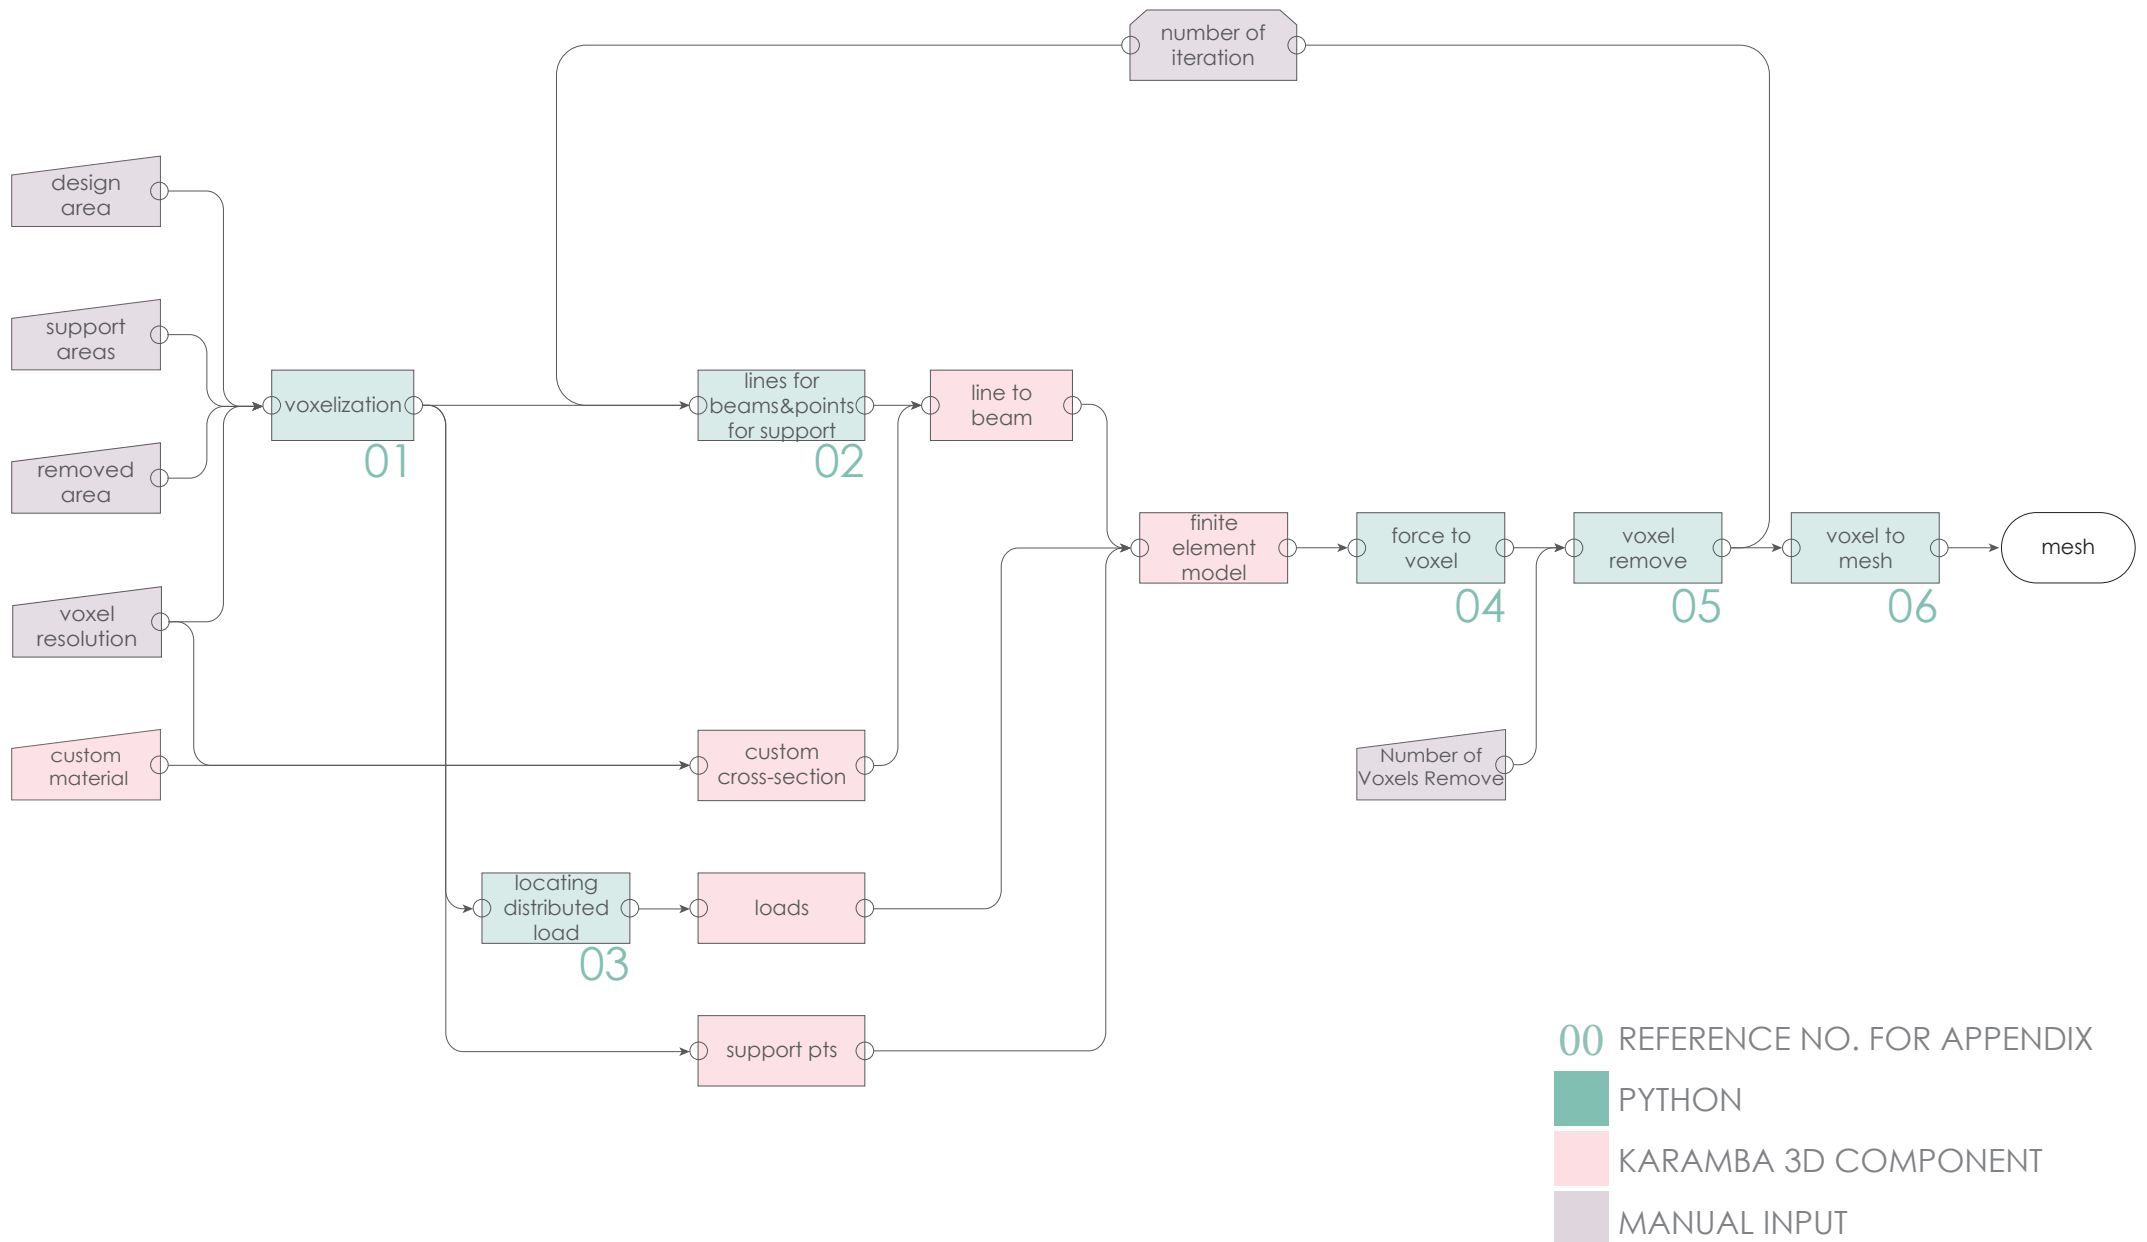 number of
iteration
design
area
support
areas
removed
area
voxel
resolution
custom
material
voxelization
01
lines for
beams&points
for support
02
line to
beam
finite
element
model
force to
voxel
04
voxel
remove
05
voxel to
mesh
06
mesh
Number of
Voxels Remove
custom
cross-section
locating
distributed
load
03
loads
support pts
00 REFERENCE NO. FOR APPENDIX
PYTHON
KARAMBA 3D COMPONENT
MANUAL INPUT